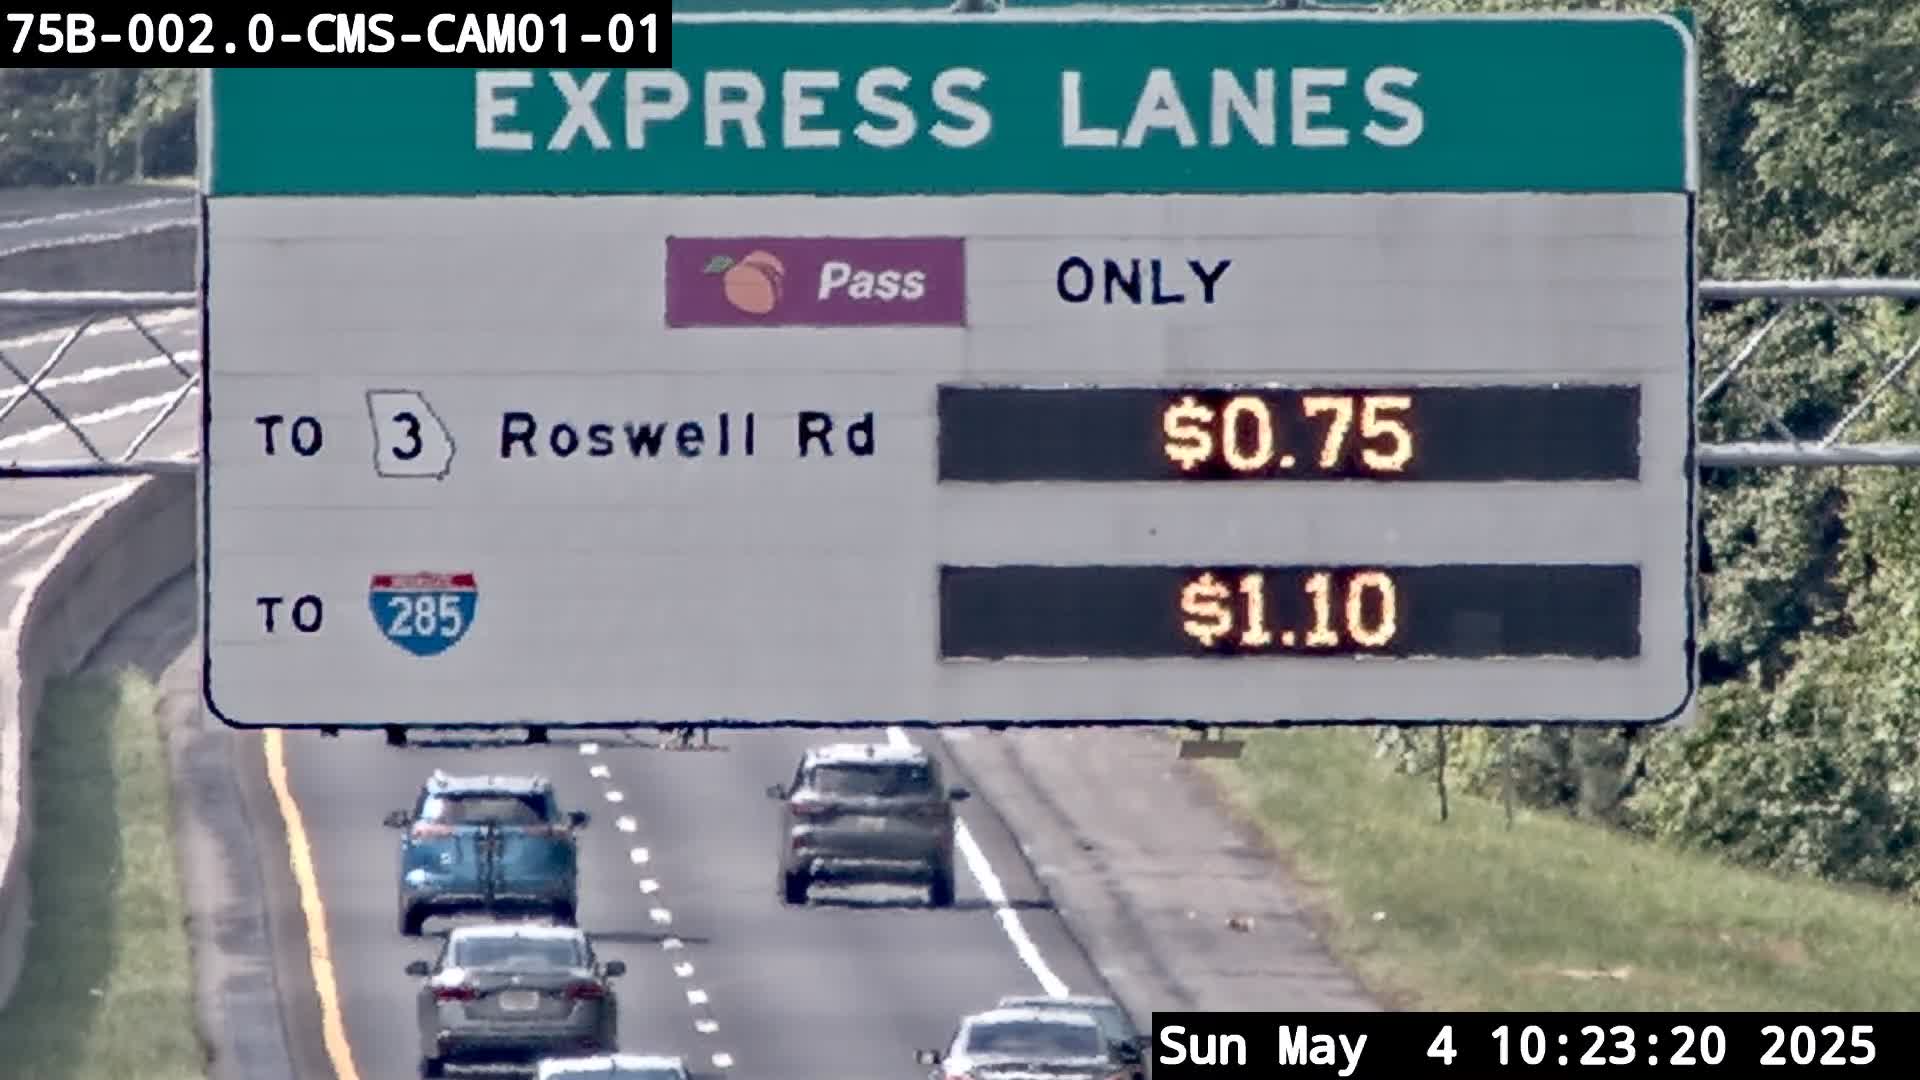 75B-002.0-CMS-CAM01-01
EXPRESS LANES
Pass ONLY
TO 3 Roswell Rd $0.75
TO 285 $1.10
Sun May 4 10:23:20 2025